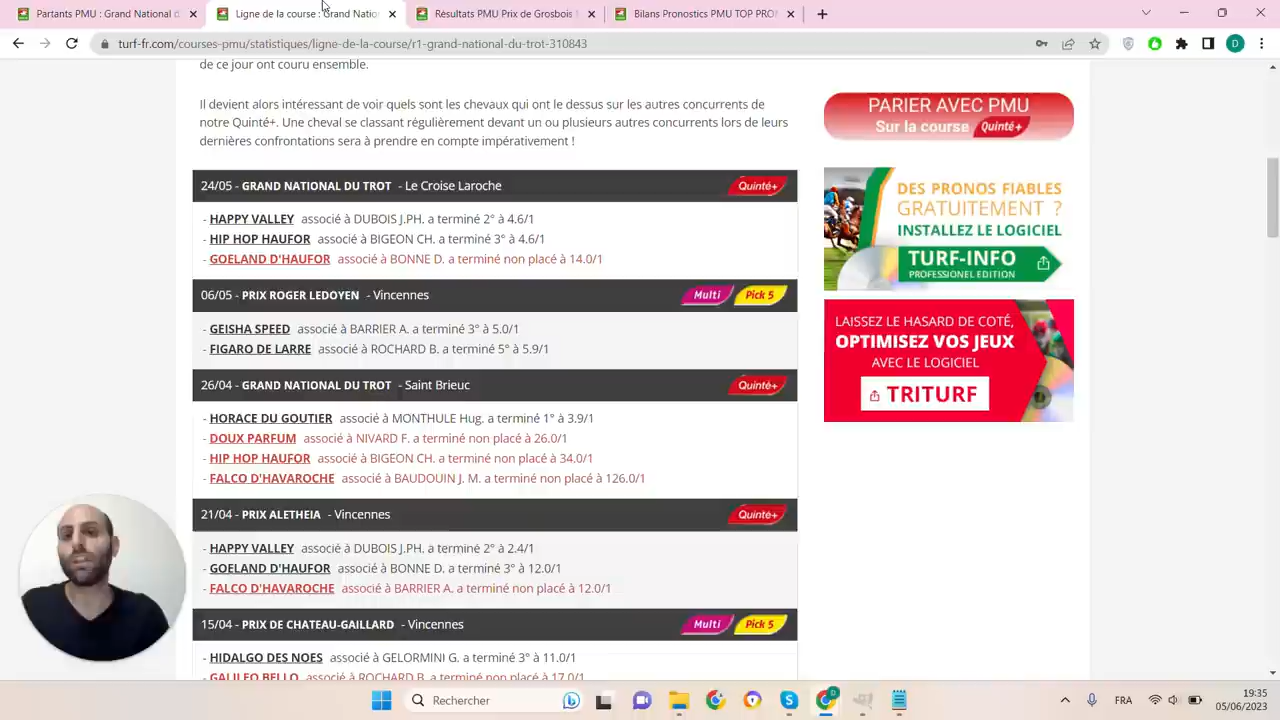 PARTANTS PMU : Grand National d
Ligne de la course : Grand Natio
Résultats PMU Prix de Grosbois
Bilans Pronostics PMU TOP PRO
turf-fr.com/courses-pmu/statistiques/ligne-de-la-course/r1-grand-national-du-trot-310843
D
de ce jour ont couru ensemble.
Il devient alors intéressant de voir quels sont les chevaux qui ont le dessus sur les autres concurrents de
notre Quinté+. Une cheval se classant régulièrement devant un ou plusieurs autres concurrents lors de leurs
dernières confrontations sera à prendre en compte impérativement !
24/05 - GRAND NATIONAL DU TROT - Le Croise Laroche Quinté+
- HAPPY VALLEY associé à DUBOIS J.PH. a terminé 2° à 4.6/1
- HIP HOP HAUFOR associé à BIGEON CH. a terminé 3° à 4.6/1
- GOELAND D'HAUFOR associé à BONNE D. a terminé non placé à 14.0/1
06/05 - PRIX ROGER LEDOYEN - Vincennes Multi Pick 5
- GEISHA SPEED associé à BARRIER A. a terminé 3° à 5.0/1
- FIGARO DE LARRE associé à ROCHARD B. a terminé 5° à 5.9/1
26/04 - GRAND NATIONAL DU TROT - Saint Brieuc Quinté+
- HORACE DU GOUTIER associé à MONTHULE Hug. a terminé 1° à 3.9/1
- DOUX PARFUM associé à NIVARD F. a terminé non placé à 26.0/1
- HIP HOP HAUFOR associé à BIGEON CH. a terminé non placé à 34.0/1
- FALCO D'HAVAROCHE associé à BAUDOUIN J. M. a terminé non placé à 126.0/1
21/04 - PRIX ALETHEIA - Vincennes Quinté+
- HAPPY VALLEY associé à DUBOIS J.PH. a terminé 2° à 2.4/1
- GOELAND D'HAUFOR associé à BONNE D. a terminé 3° à 12.0/1
- FALCO D'HAVAROCHE associé à BARRIER A. a terminé non placé à 12.0/1
15/04 - PRIX DE CHATEAU-GAILLARD - Vincennes Multi Pick 5
- HIDALGO DES NOES associé à GELORMINI G. a terminé 3° à 11.0/1
- GALILEO BELLO associé à ROCHARD B. a terminé non placé à 17.0/1
PARIER AVEC PMU
Sur la course Quinté+
DES PRONOS FIABLES
GRATUITEMENT ?
INSTALLEZ LE LOGICIEL
TURF-INFO
PROFESSIONEL EDITION
LAISSEZ LE HASARD DE COTÉ,
OPTIMISEZ VOS JEUX
AVEC LE LOGICIEL
TRITURF
Rechercher
FRA
19:35
05/06/2023